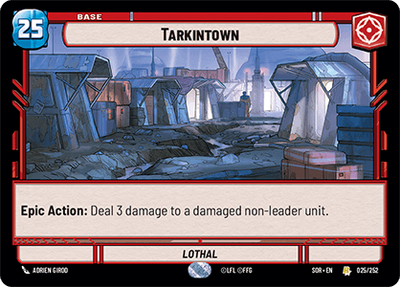 BASE
25
TARKINTOWN
Epic Action: Deal 3 damage to a damaged non-leader unit.
LOTHAL
ADRIEN GIROD
©LFL ©FFG
SOR • EN
025/252